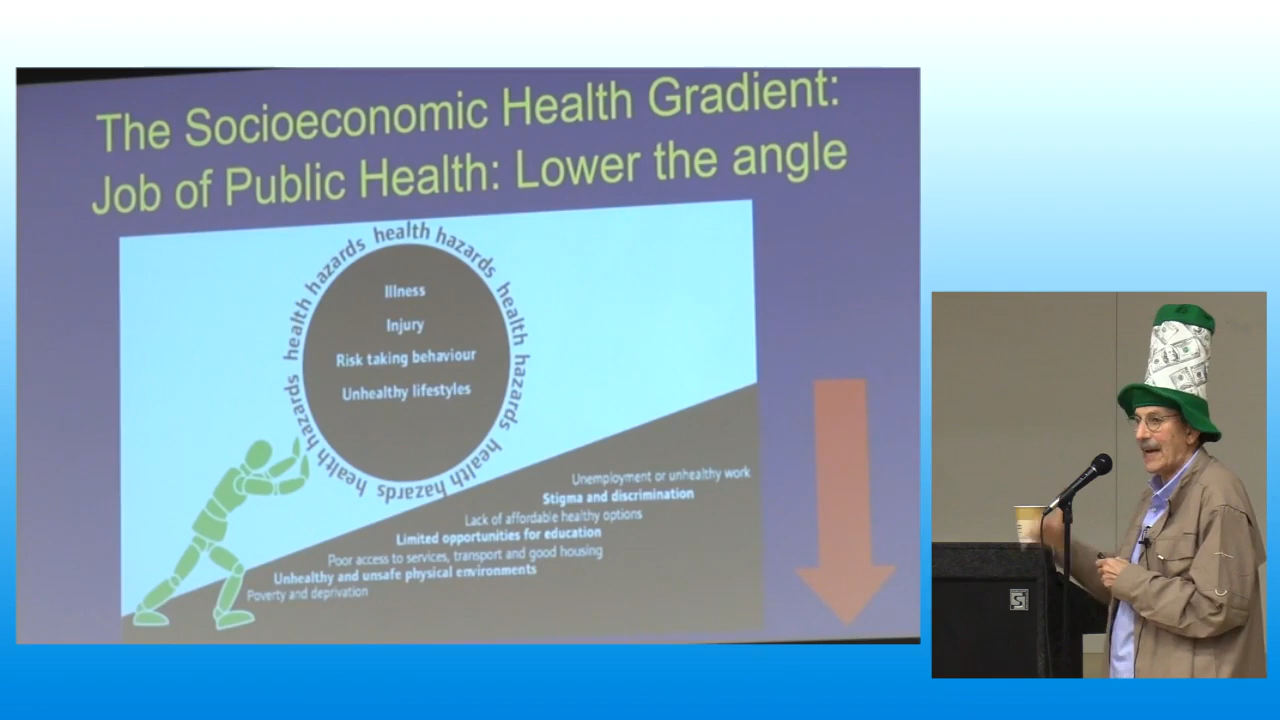 The Socioeconomic Health Gradient:
Job of Public Health: Lower the angle
health hazards health hazards health hazards health hazards health hazards
Illness
Injury
Risk taking behaviour
Unhealthy lifestyles
Unemployment or unhealthy work
Stigma and discrimination
Lack of affordable healthy options
Limited opportunities for education
Poor access to services, transport and good housing
Unhealthy and unsafe physical environments
Poverty and deprivation